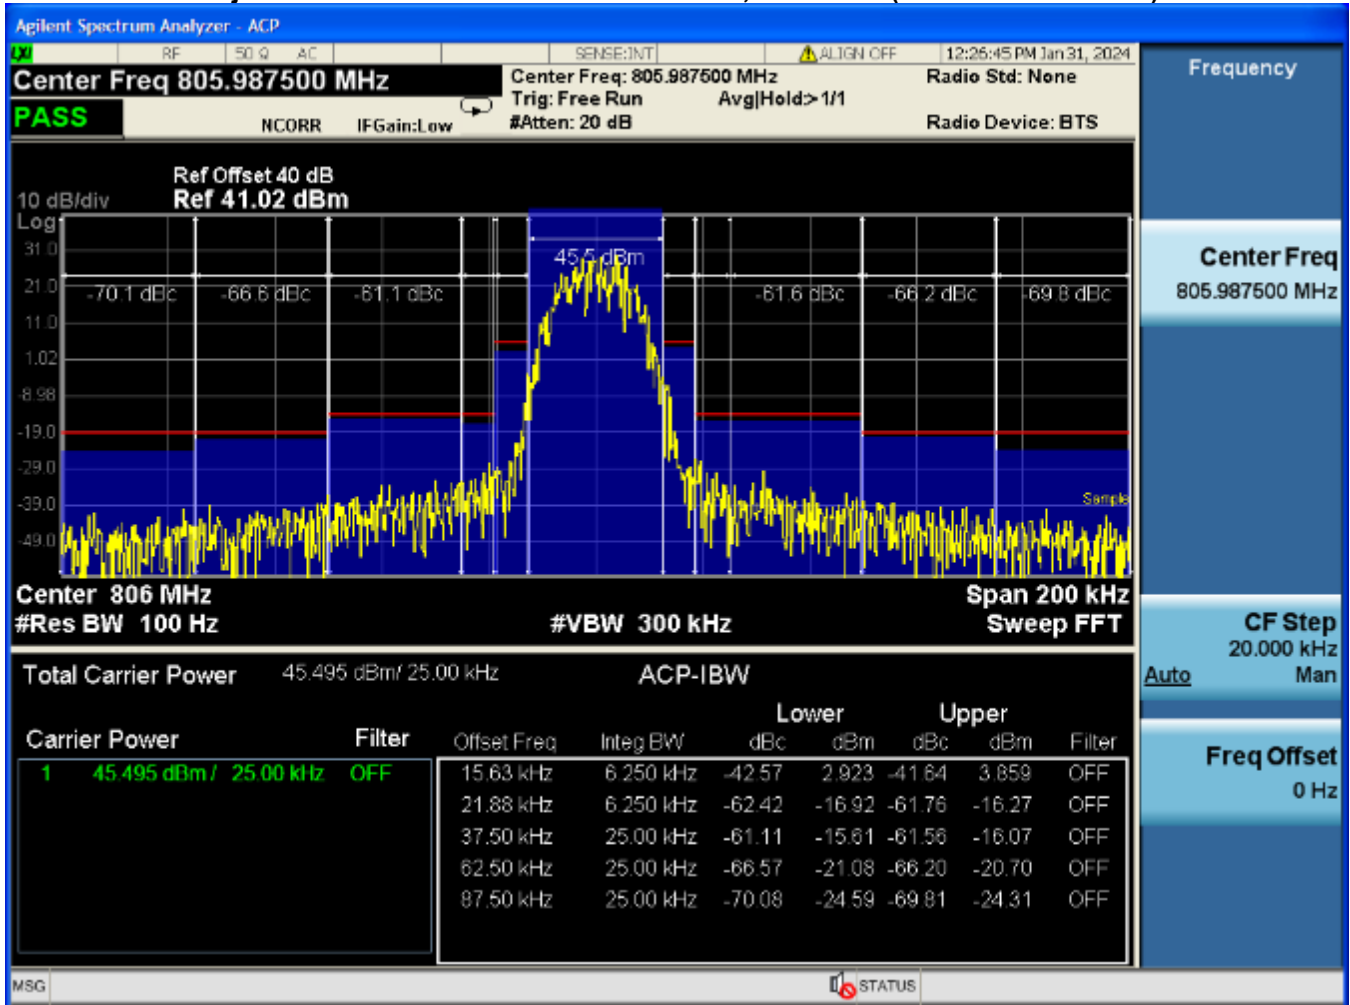 Agilent Spectrum Analyzer - ACP
LXI RF 50 Ω AC SENSE:INT ALIGN OFF 12:26:45 PM Jan 31, 2024
Center Freq 805.987500 MHz
Center Freq: 805.987500 MHz
Radio Std: None
Trig: Free Run Avg|Hold:> 1/1
PASS NCORR IFGain:Low #Atten: 20 dB Radio Device: BTS
Ref Offset 40 dB
10 dB/div Ref 41.02 dBm
Log
31.0
45.5 dBm
21.0
-70.1 dBc -66.6 dBc -61.1 dBc -61.6 dBc -66.2 dBc -69.8 dBc
11.0
1.02
-8.98
-19.0
-29.0
-39.0
Sample
-49.0
Center 806 MHz Span 200 kHz
#Res BW 100 Hz #VBW 300 kHz Sweep FFT
Total Carrier Power 45.495 dBm/ 25.00 kHz ACP-IBW
Lower Upper
Carrier Power Filter Offset Freq Integ BW dBc dBm dBc dBm Filter
1 45.495 dBm / 25.00 kHz OFF 15.63 kHz 6.250 kHz -42.57 2.923 -41.64 3.859 OFF
21.88 kHz 6.250 kHz -62.42 -16.92 -61.76 -16.27 OFF
37.50 kHz 25.00 kHz -61.11 -15.61 -61.56 -16.07 OFF
62.50 kHz 25.00 kHz -66.57 -21.08 -66.20 -20.70 OFF
87.50 kHz 25.00 kHz -70.08 -24.59 -69.81 -24.31 OFF
MSG STATUS
Frequency
Center Freq
805.987500 MHz
CF Step
20.000 kHz
Auto Man
Freq Offset
0 Hz